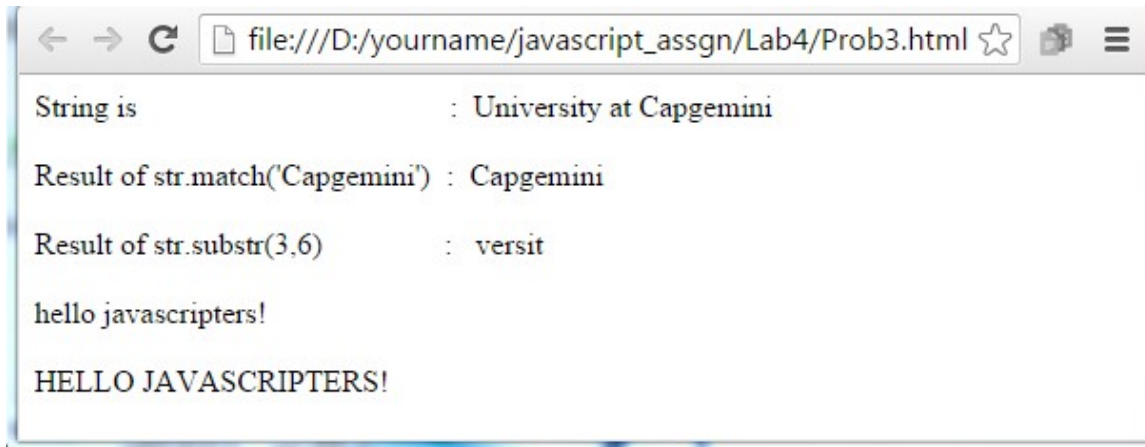 file:///D:/yourname/javascript_assgn/Lab4/Prob3.html
String is : University at Capgemini
Result of str.match('Capgemini') : Capgemini
Result of str.substr(3,6) : versit
hello javascripters!
HELLO JAVASCRIPTERS!